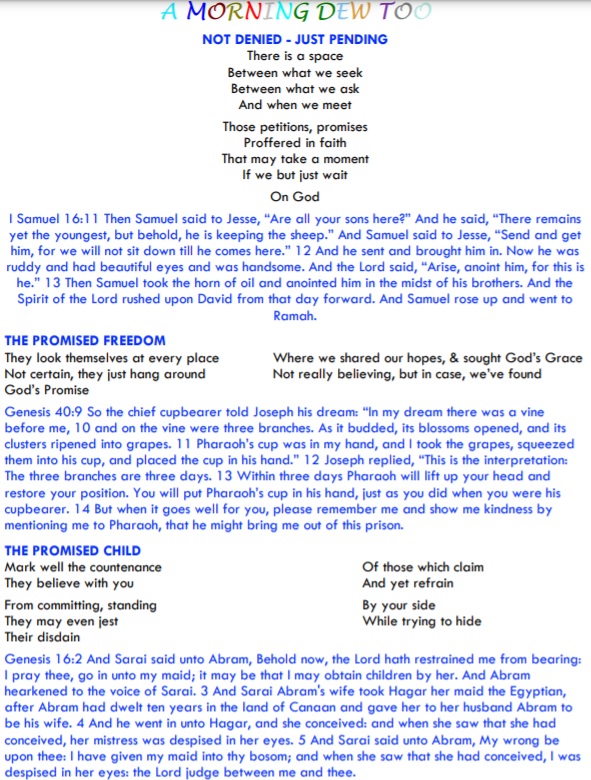 A MORNING DEW TOO
NOT DENIED - JUST PENDING
There is a space
Between what we seek
Between what we ask
And when we meet
Those petitions, promises
Proffered in faith
That may take a moment
If we but just wait
On God
I Samuel 16:11 Then Samuel said to Jesse, “Are all your sons here?” And he said, “There remains
yet the youngest, but behold, he is keeping the sheep.” And Samuel said to Jesse, “Send and get
him, for we will not sit down till he comes here.” 12 And he sent and brought him in. Now he was
ruddy and had beautiful eyes and was handsome. And the Lord said, “Arise, anoint him, for this is
he.” 13 Then Samuel took the horn of oil and anointed him in the midst of his brothers. And the
Spirit of the Lord rushed upon David from that day forward. And Samuel rose up and went to
Ramah.
THE PROMISED FREEDOM
They look themselves at every place Where we shared our hopes, & sought God’s Grace
Not certain, they just hang around Not really believing, but in case, we’ve found
God’s Promise
Genesis 40:9 So the chief cupbearer told Joseph his dream: “In my dream there was a vine
before me, 10 and on the vine were three branches. As it budded, its blossoms opened, and its
clusters ripened into grapes. 11 Pharaoh’s cup was in my hand, and I took the grapes, squeezed
them into his cup, and placed the cup in his hand.” 12 Joseph replied, “This is the interpretation:
The three branches are three days. 13 Within three days Pharaoh will lift up your head and
restore your position. You will put Pharaoh’s cup in his hand, just as you did when you were his
cupbearer. 14 But when it goes well for you, please remember me and show me kindness by
mentioning me to Pharaoh, that he might bring me out of this prison.
THE PROMISED CHILD
Mark well the countenance Of those which claim
They believe with you And yet refrain
From committing, standing By your side
They may even jest While trying to hide
Their disdain
Genesis 16:2 And Sarai said unto Abram, Behold now, the Lord hath restrained me from bearing:
I pray thee, go in unto my maid; it may be that I may obtain children by her. And Abram
hearkened to the voice of Sarai. 3 And Sarai Abram's wife took Hagar her maid the Egyptian,
after Abram had dwelt ten years in the land of Canaan and gave her to her husband Abram to
be his wife. 4 And he went in unto Hagar, and she conceived: and when she saw that she had
conceived, her mistress was despised in her eyes. 5 And Sarai said unto Abram, My wrong be
upon thee: I have given my maid into thy bosom; and when she saw that she had conceived, I was
despised in her eyes: the Lord judge between me and thee.